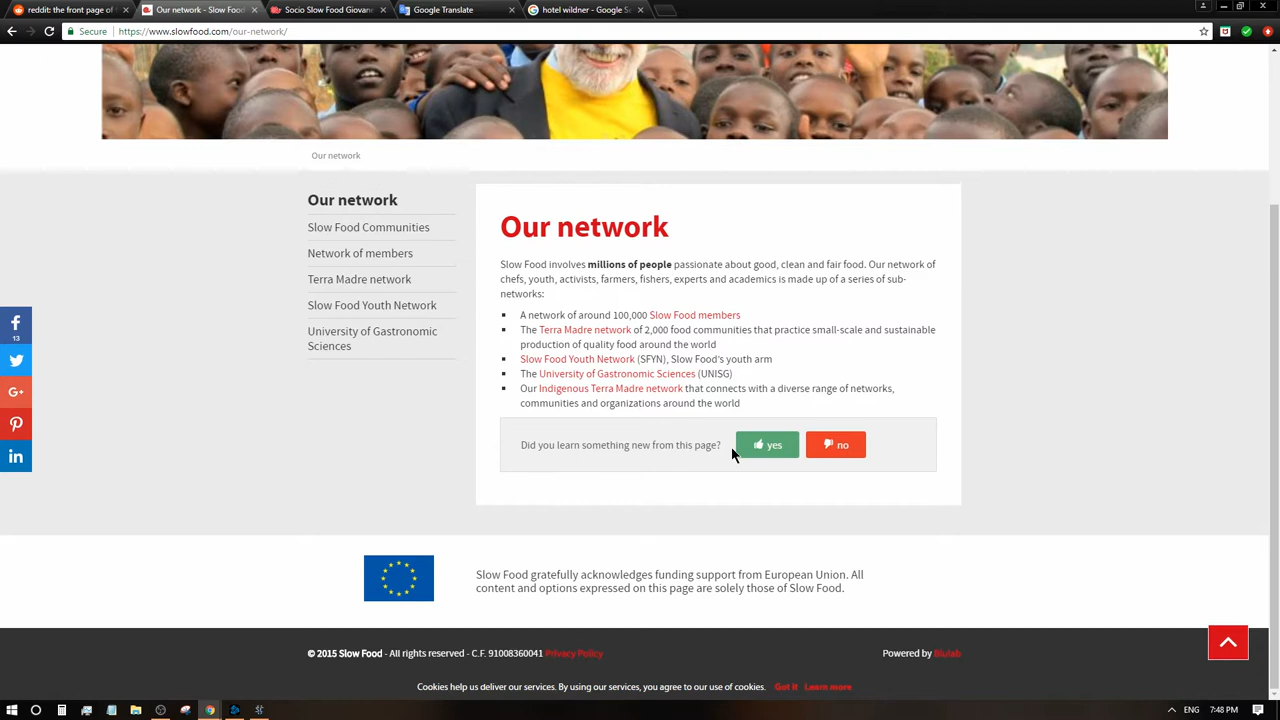 reddit: the front page of
Our network - Slow Food
Socio Slow Food Giovane
Google Translate
hotel wildner - Google S
Secure
https://www.slowfood.com/our-network/
Our network
Our network
Slow Food Communities
Network of members
Terra Madre network
Slow Food Youth Network
University of Gastronomic
Sciences
13
Our network
Slow Food involves millions of people passionate about good, clean and fair food. Our network of
chefs, youth, activists, farmers, fishers, experts and academics is made up of a series of sub-
networks:
A network of around 100,000 Slow Food members
The Terra Madre network of 2,000 food communities that practice small-scale and sustainable
production of quality food around the world
Slow Food Youth Network (SFYN), Slow Food's youth arm
The University of Gastronomic Sciences (UNISG)
Our Indigenous Terra Madre network that connects with a diverse range of networks,
communities and organizations around the world
Did you learn something new from this page? yes no
Slow Food gratefully acknowledges funding support from European Union. All
content and options expressed on this page are solely those of Slow Food.
© 2015 Slow Food - All rights reserved - C.F. 91008360041 Privacy Policy
Powered by Blulab
Cookies help us deliver our services. By using our services, you agree to our use of cookies. Got it Learn more
ENG 7:48 PM